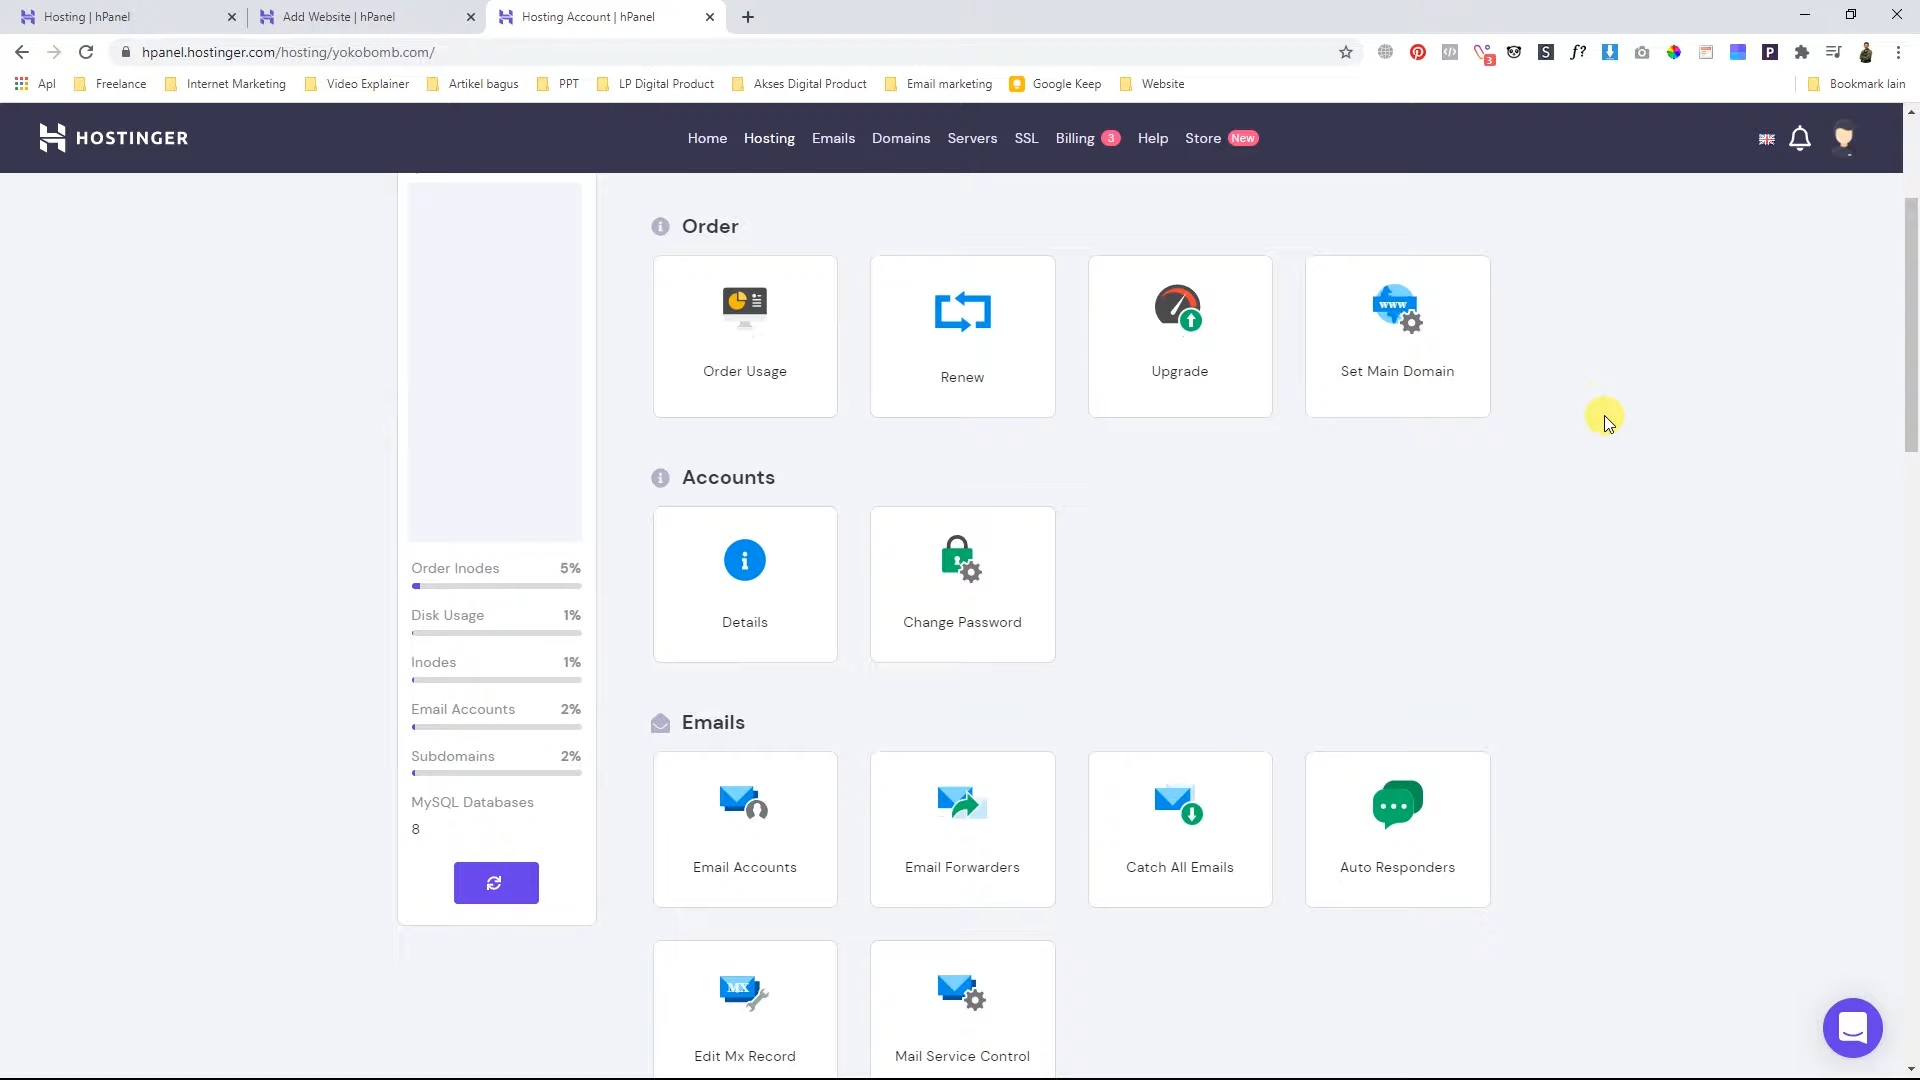 Hosting | hPanel
Add Website | hPanel
Hosting Account | hPanel
hpanel.hostinger.com/hosting/yokobomb.com/
S
f?
3
P
Apl
Freelance
Internet Marketing
Video Explainer
Artikel bagus
PPT
LP Digital Product
Akses Digital Product
Email marketing
Google Keep
Website
Bookmark lain
HOSTINGER
Home
Hosting
Emails
Domains
Servers
SSL
Billing 3
Help
Store New
Order
Order Usage
Renew
Upgrade
www
Set Main Domain
Accounts
Details
Change Password
Order Inodes 5%
Disk Usage 1%
Inodes 1%
Email Accounts 2%
Subdomains 2%
MySQL Databases
8
Emails
Email Accounts
Email Forwarders
Catch All Emails
Auto Responders
MX
Edit Mx Record
Mail Service Control